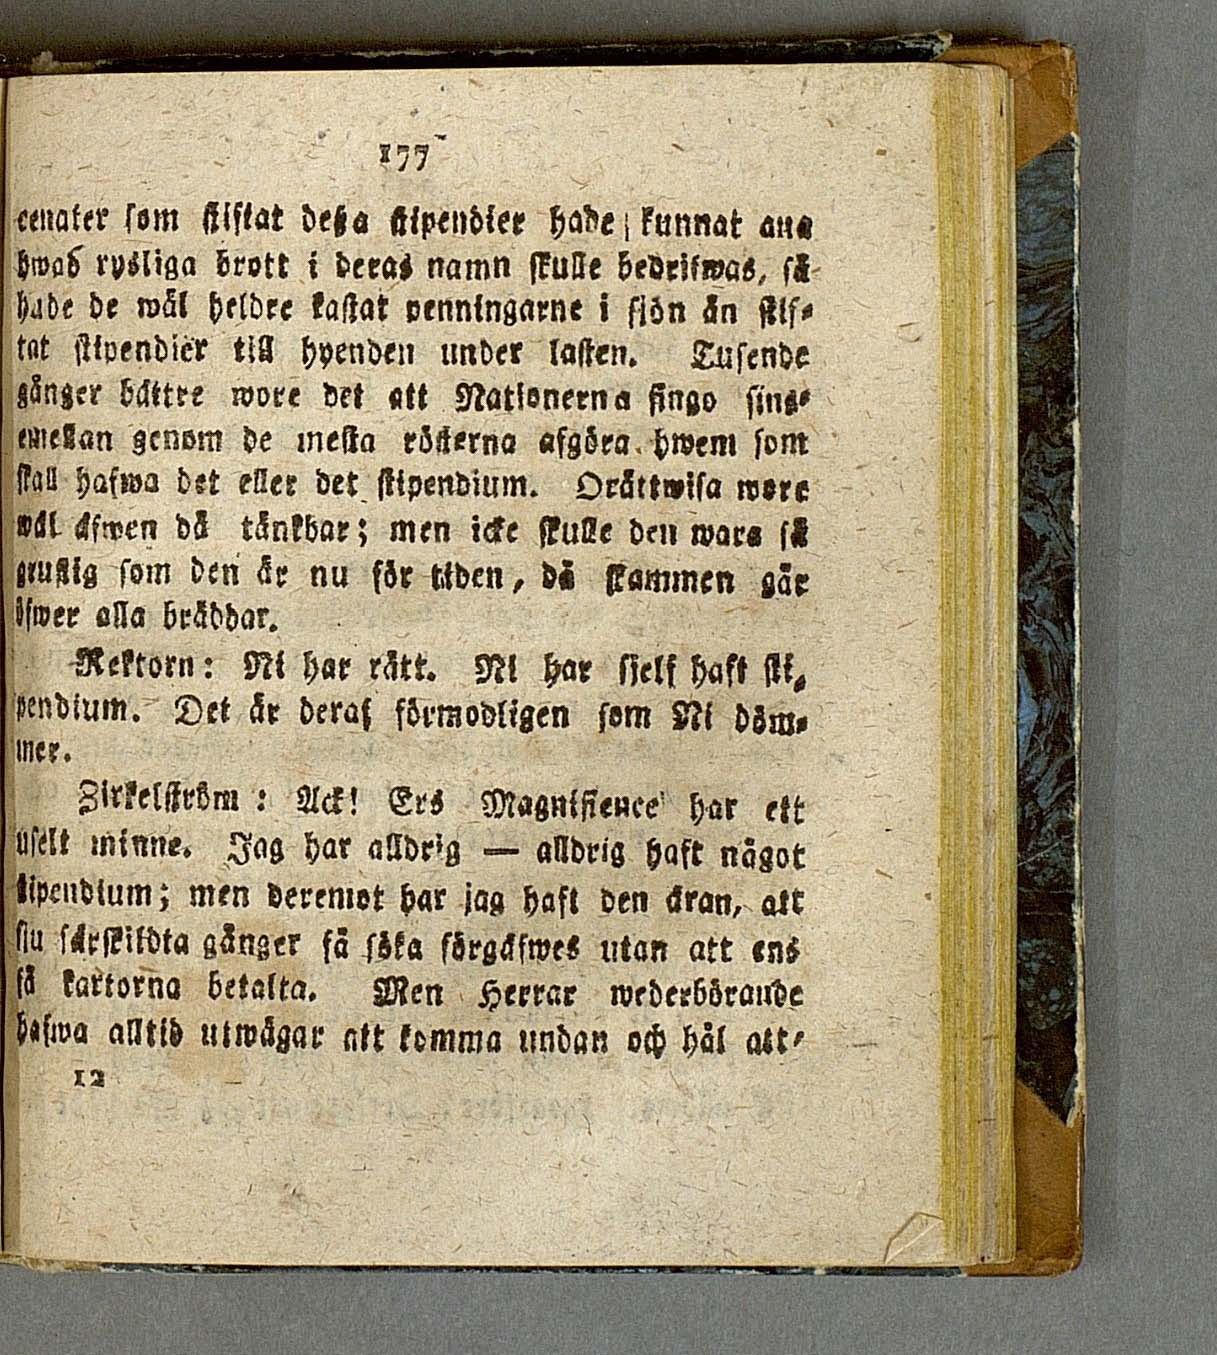 177
cenater som stiftat deßa stipendier hade kunnat ana
hwad rysliga brott i deras namn skulle bedrifwas, så
hade de wäl heldre kastat penningarne i sjön än stif-
tat stipendier till hyenden under lasten. Tusende
gånger bättre wore det att Nationerna fingo sins-
emellan genom de mesta rösterna afgöra hwem som
skall hafwa det eller det stipendium. Orättwisa wore
wäl äfwen då tänkbar; men icke skulle den wara så
gruflig som den är nu för tiden, då skammen går
öfwer alla bräddar.
Rektorn: Ni har rätt. Ni har sjelf haft sti-
pendium. Det är deraf förmodligen som Ni döm-
mer.
Zirkelström: Ack! Ers Magnificence har ett
uselt minne. Jag har alldrig — alldrig haft något
stipendium; men deremot har jag haft den äran, att
sju särskildta gånger få söka förgäfwes utan att ens
få kartorna betalta. Men Herrar wederbörande
hafwa alltid utwägar att komma undan och hål att-
12